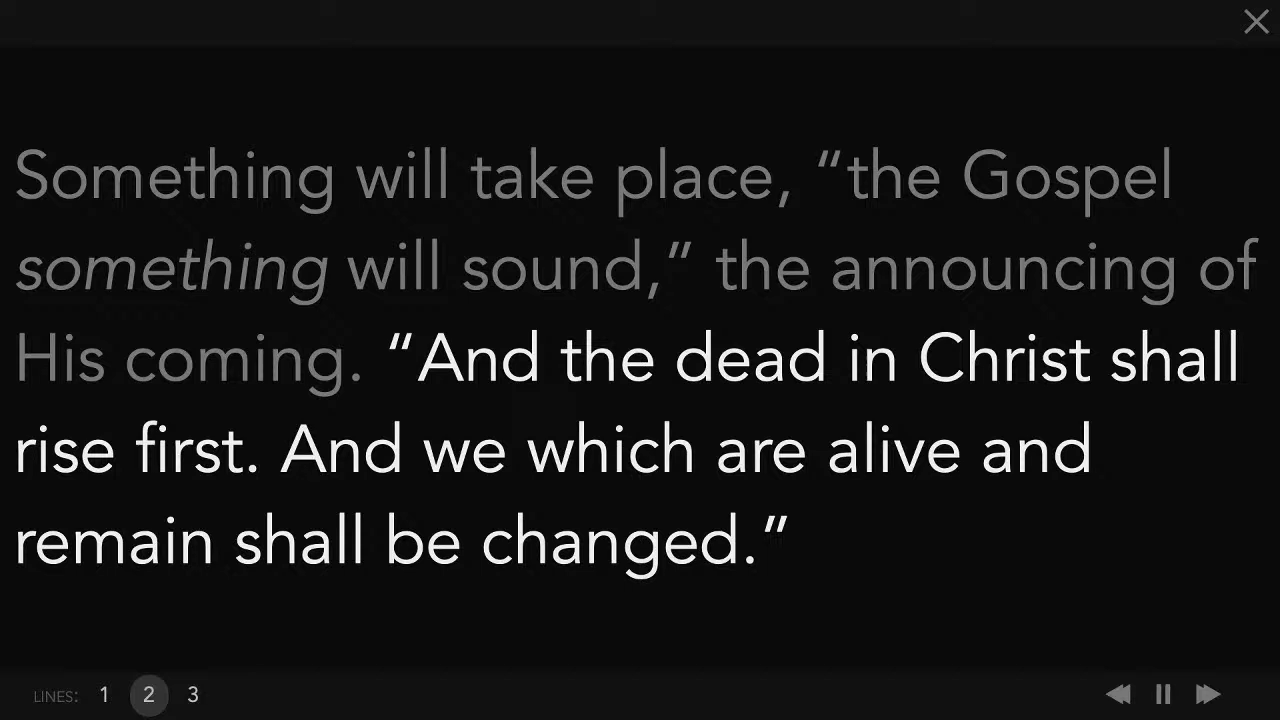 Something will take place, “the Gospel
something will sound,” the announcing of
His coming. “And the dead in Christ shall
rise first. And we which are alive and
remain shall be changed.”
LINES: 1 2 3